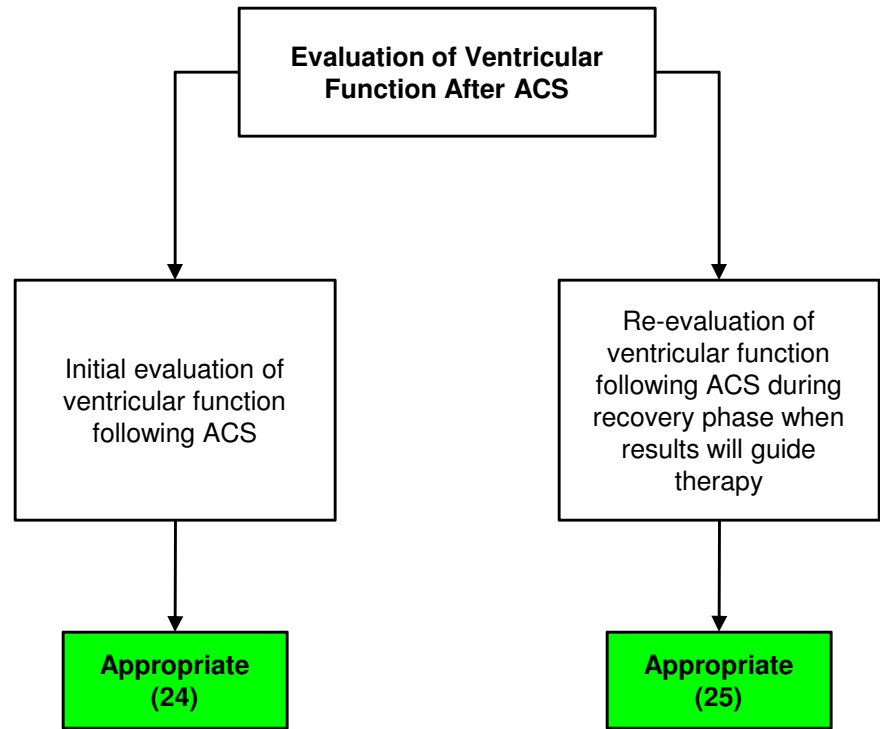 Evaluation of Ventricular
Function After ACS
Initial evaluation of
ventricular function
following ACS
Re-evaluation of
ventricular function
following ACS during
recovery phase when
results will guide
therapy
Appropriate
(24)
Appropriate
(25)